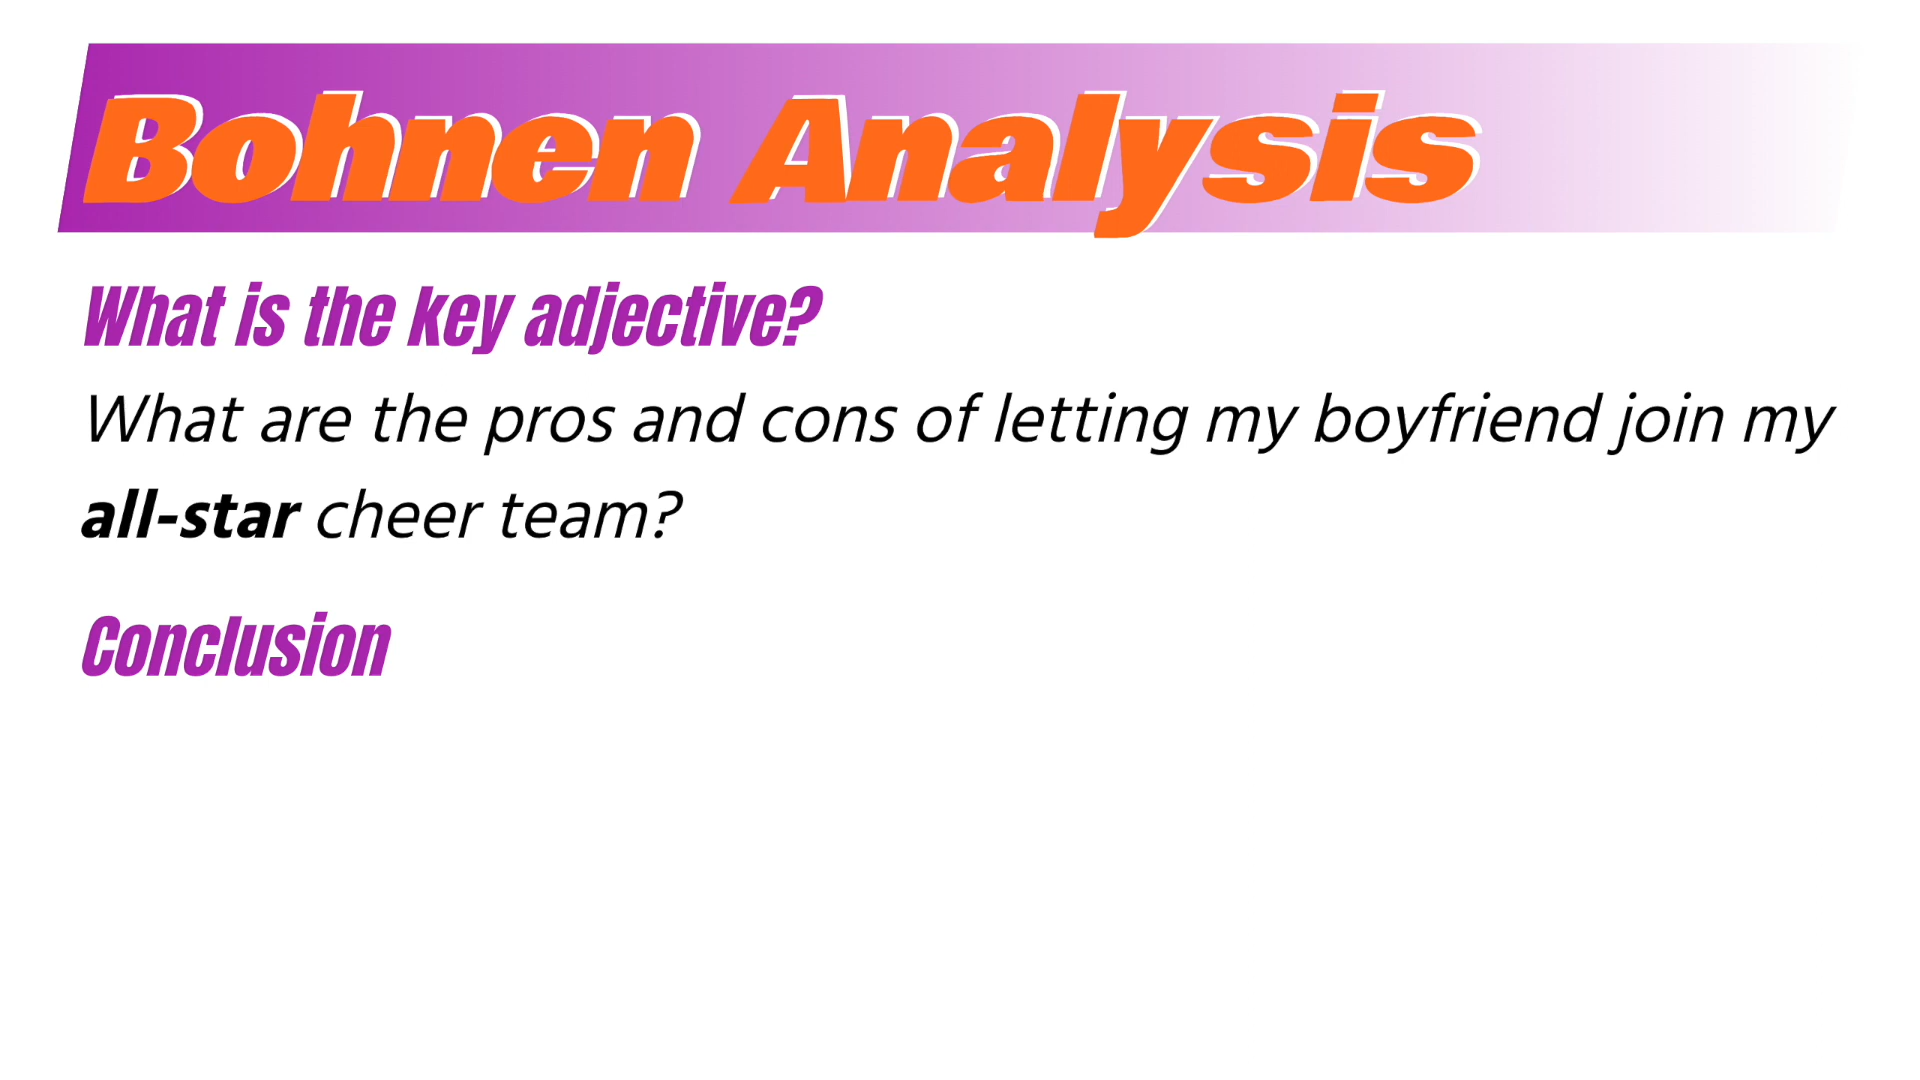 Bohnen Analysis
What is the key adjective?
What are the pros and cons of letting my boyfriend join my
all-star cheer team?
Conclusion